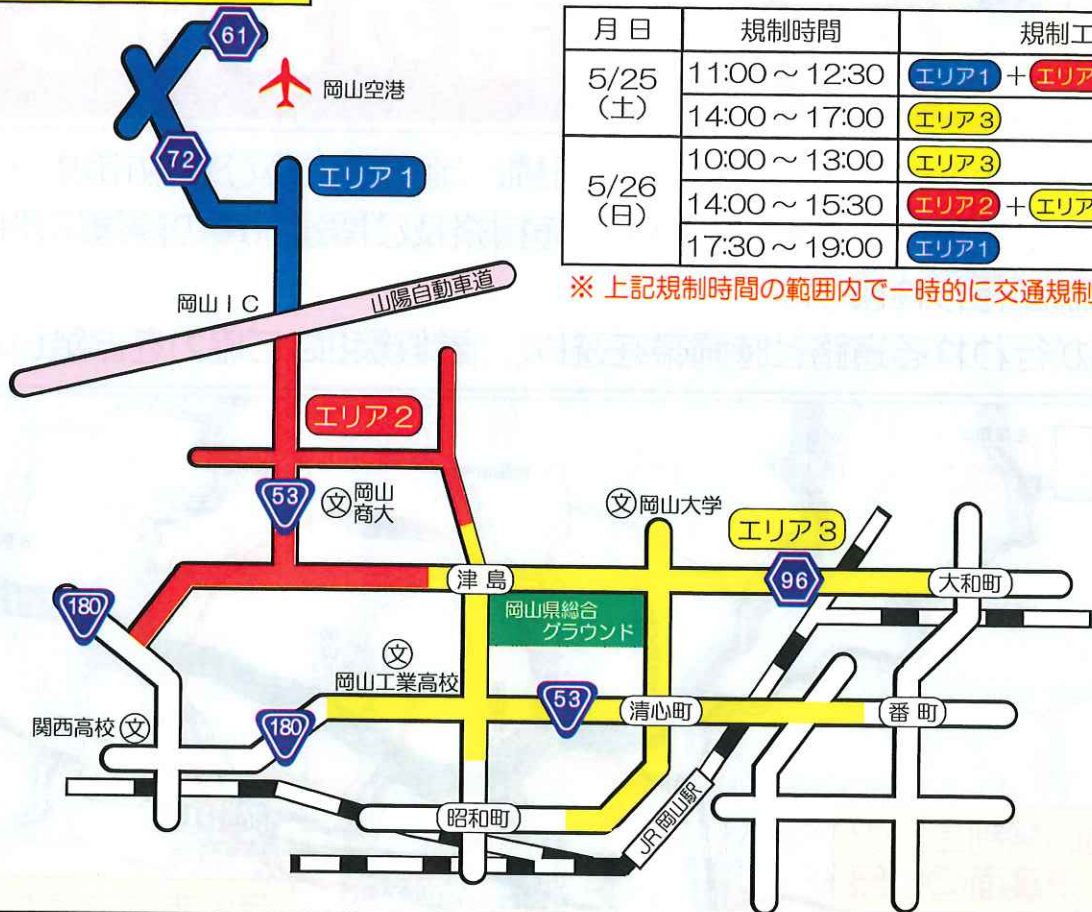 月日 規制時間 規制エ
5/25
(土)
11:00～12:30 エリア1 + エリア
14:00～17:00 エリア3
5/26
(日)
10:00～13:00 エリア3
14:00～15:30 エリア2 + エリア
17:30～19:00 エリア1
※ 上記規制時間の範囲内で一時的に交通規制
61
岡山空港
72
エリア1
岡山IC
山陽自動車道
エリア2
53
文 岡山
商大
文 岡山大学
エリア3
180
津島
96
大和町
岡山県総合
グラウンド
文
岡山工業高校
関西高校 文
180
53
清心町
番町
昭和町
JR岡山駅